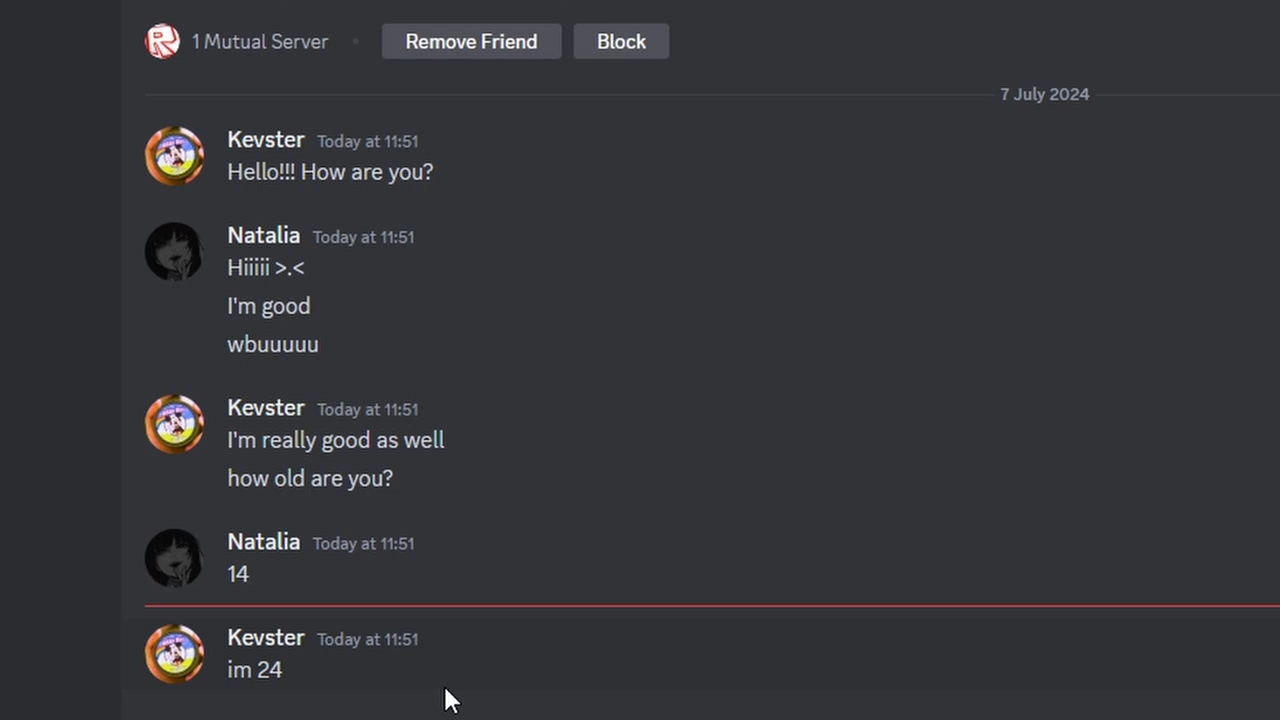 1 Mutual Server
Remove Friend
Block
7 July 2024
Kevster Today at 11:51
Hello!!! How are you?
Natalia Today at 11:51
Hiiiii >.<
I'm good
wbuuuuu
Kevster Today at 11:51
I'm really good as well
how old are you?
Natalia Today at 11:51
14
Kevster Today at 11:51
im 24